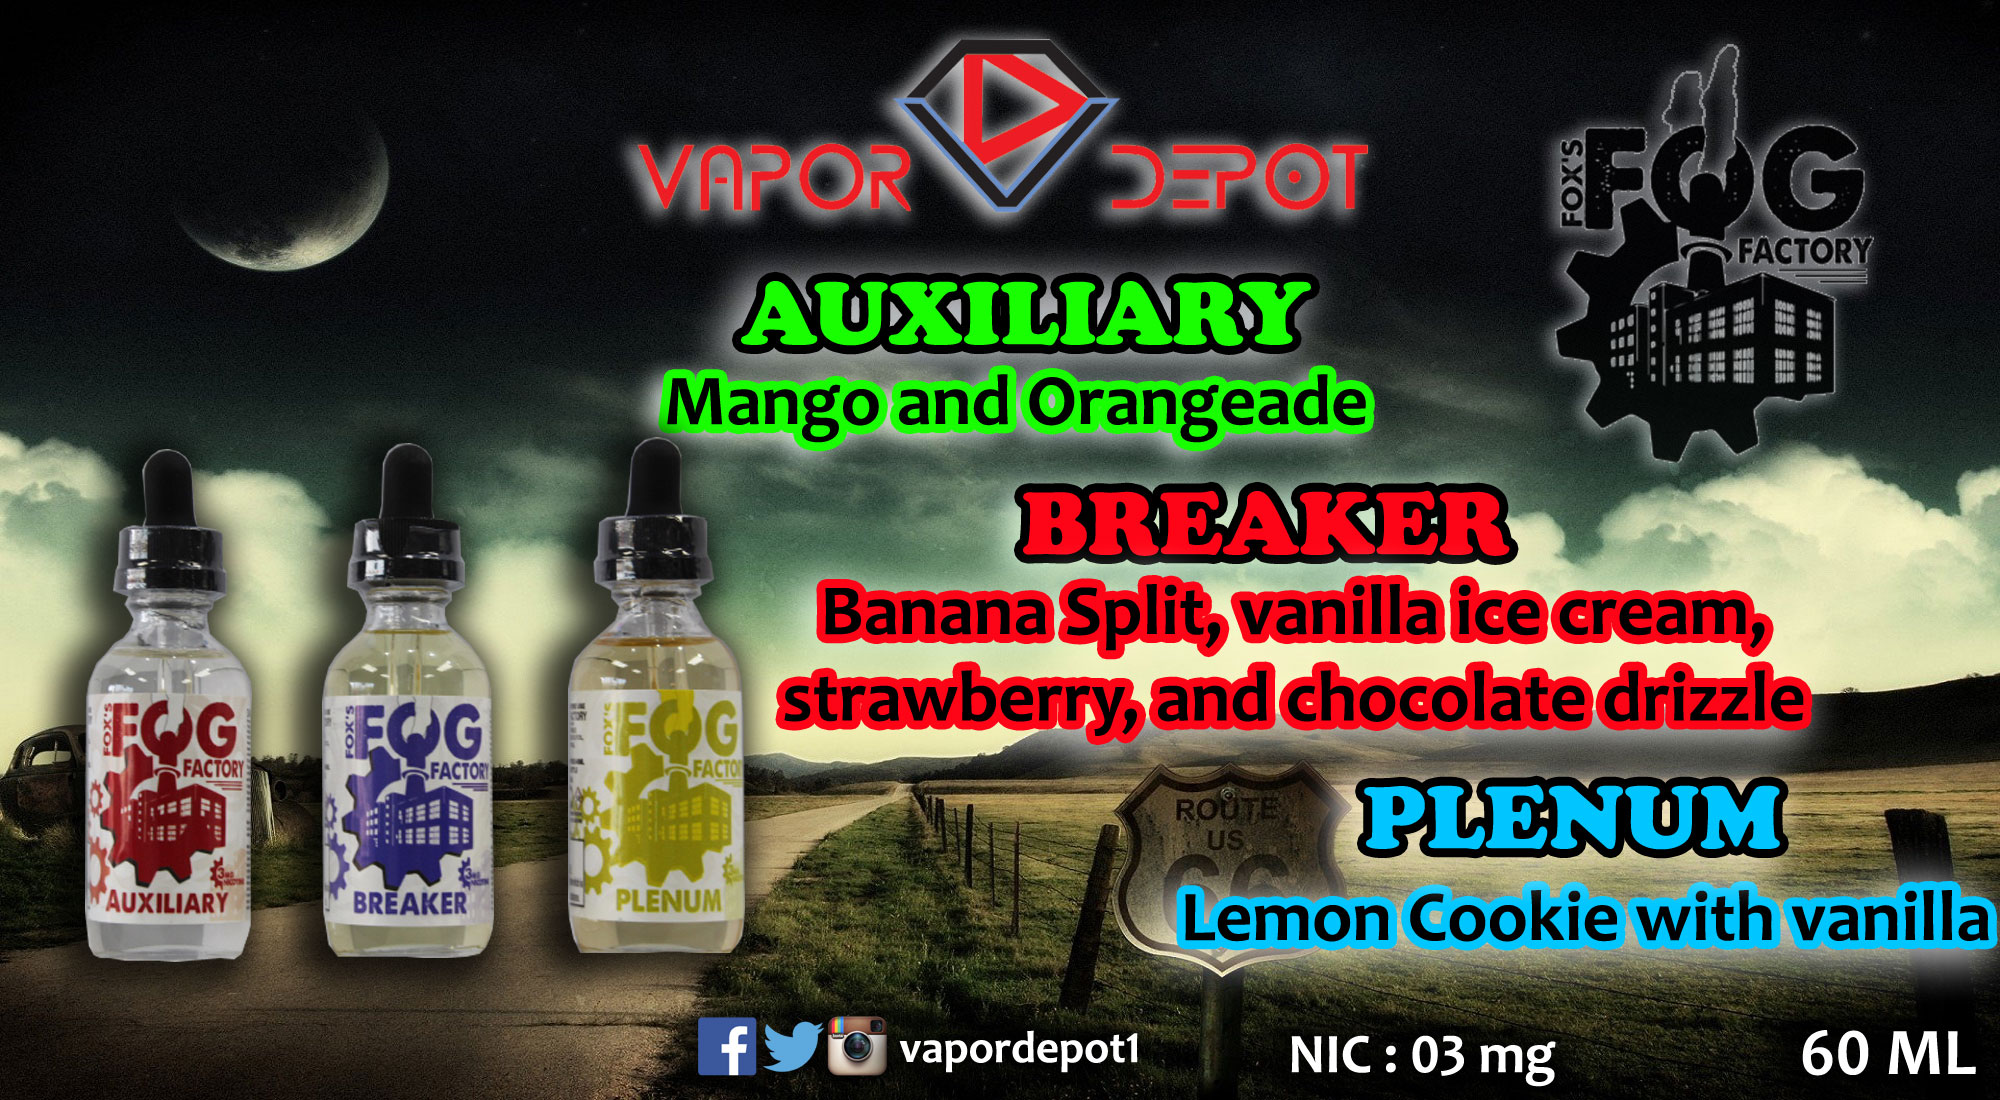 VAPOR DEPOT
FOX'S
FOG
FACTORY
AUXILIARY
Mango and Orangeade
BREAKER
Banana Split, vanilla ice cream,
strawberry, and chocolate drizzle
PLENUM
Lemon Cookie with vanilla
FOX'S
FOG
FACTORY
AUXILIARY
FOX'S
FOG
FACTORY
BREAKER
FOX'S
FOG
FACTORY
PLENUM
ROUTE
US
66
vapordepot1
NIC : 03 mg
60 ML